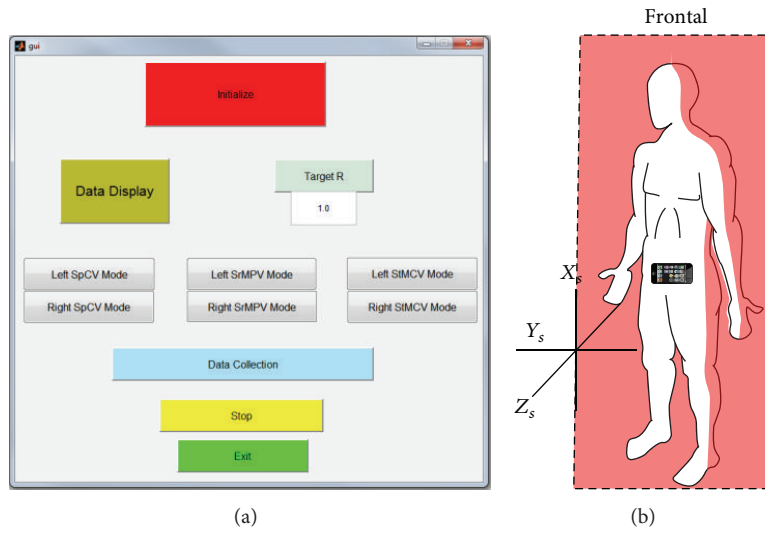 gui
Initialize
Data Display
Target R
1.0
Left SpCV Mode
Left SrMPV Mode
Left StMCV Mode
Right SpCV Mode
Right SrMPV Mode
Right StMCV Mode
Data Collection
Stop
Exit
(a)
Frontal
Xs
Ys
Zs
(b)